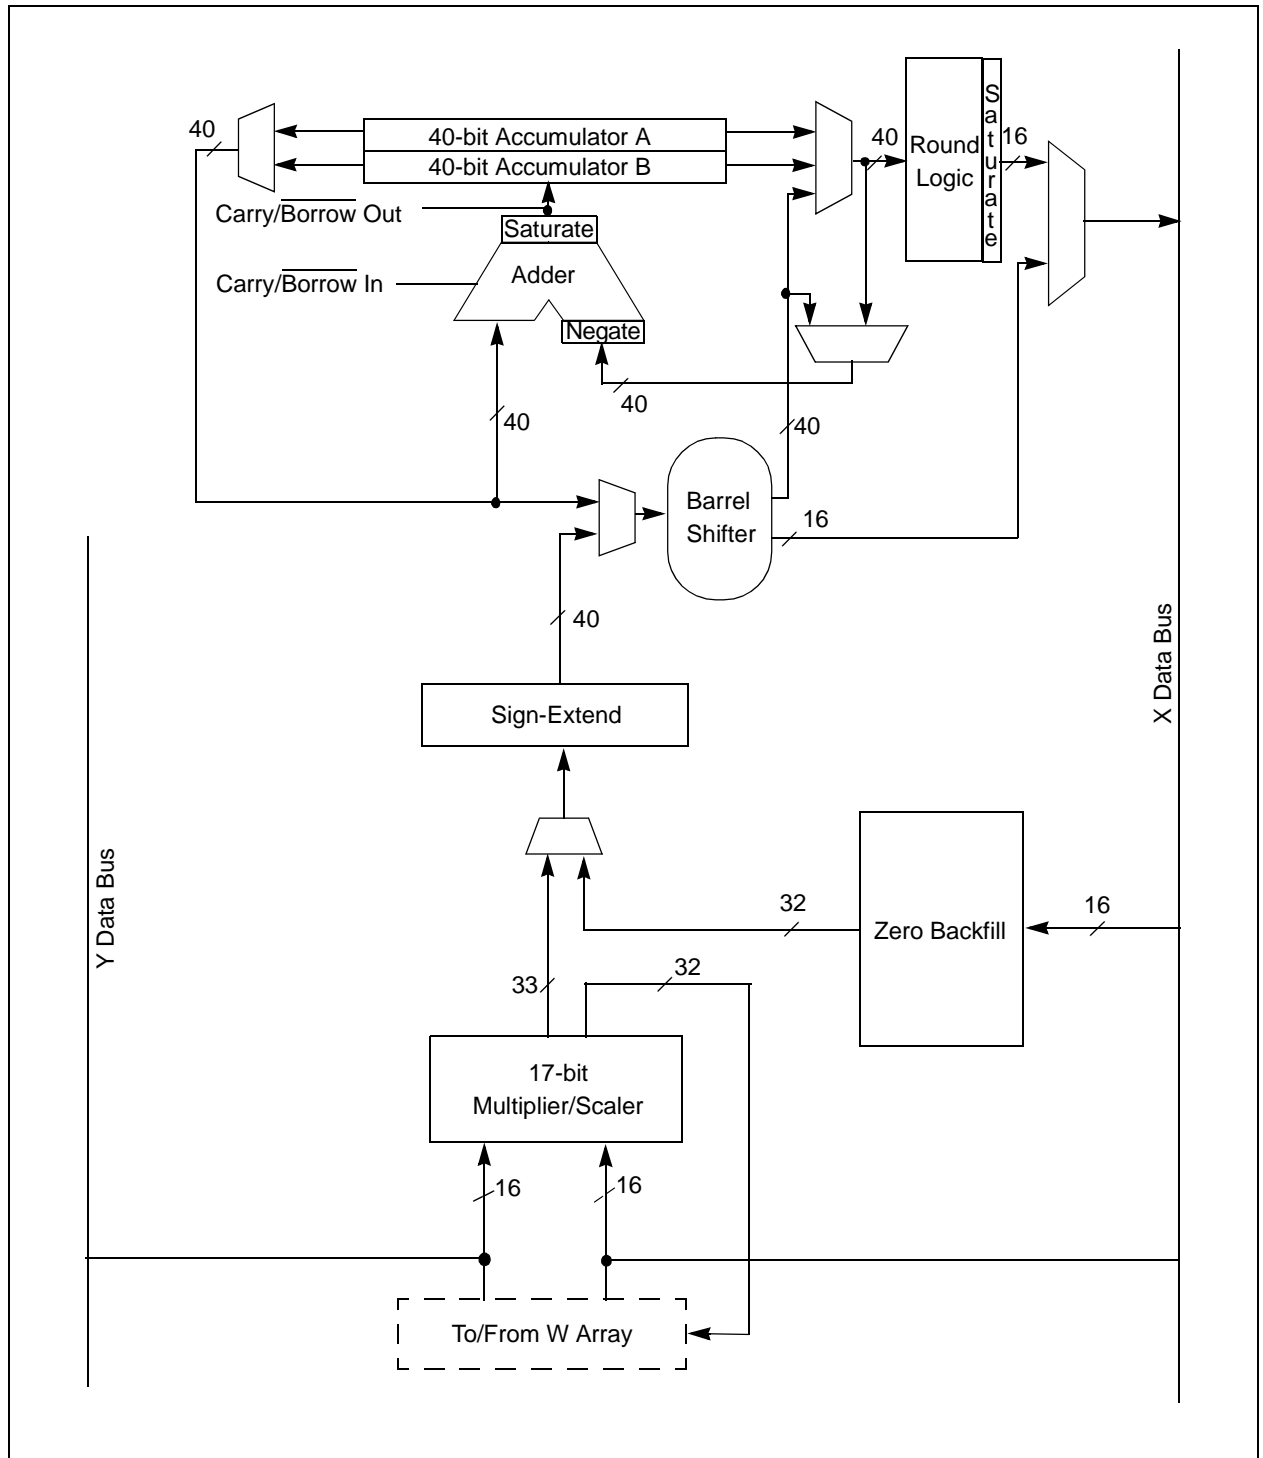 40
40-bit Accumulator A
40-bit Accumulator B
40
Round
Logic
Saturate
16
Carry/Borrow Out
Saturate
Carry/Borrow In
Adder
Negate
40
40
40
Barrel
Shifter
16
40
Sign-Extend
X Data Bus
Y Data Bus
32
Zero Backfill
16
33
32
17-bit
Multiplier/Scaler
16
16
To/From W Array